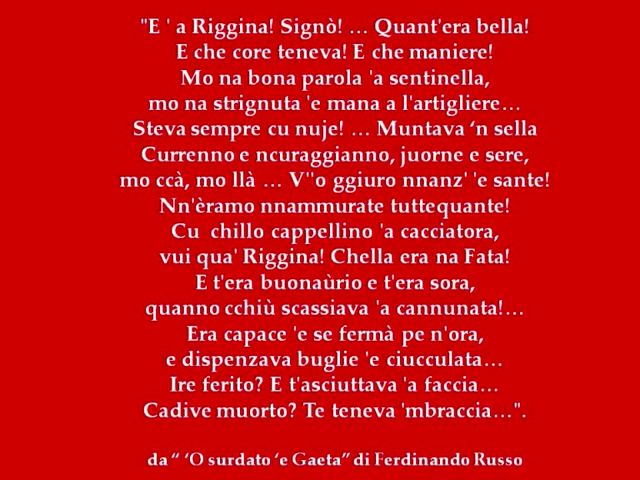 "E ' a Riggina! Signò! … Quant'era bella!
E che core teneva! E che maniere!
Mo na bona parola 'a sentinella,
mo na strignuta 'e mana a l'artigliere…
Steva sempre cu nuje! … Muntava ‘n sella
Currenno e ncuraggianno, juorne e sere,
mo ccà, mo llà … V''o ggiuro nnanz' 'e sante!
Nn'èramo nnammurate tuttequante!
Cu chillo cappellino 'a cacciatora,
vui qua' Riggina! Chella era na Fata!
E t'era buonaùrio e t'era sora,
quanno cchiù scassiava 'a cannunata!…
Era capace 'e se fermà pe n'ora,
e dispenzava buglie 'e ciucculata…
Ire ferito? E t'asciuttava 'a faccia…
Cadive muorto? Te teneva 'mbraccia…".
da “ ‘O surdato ‘e Gaeta” di Ferdinando Russo